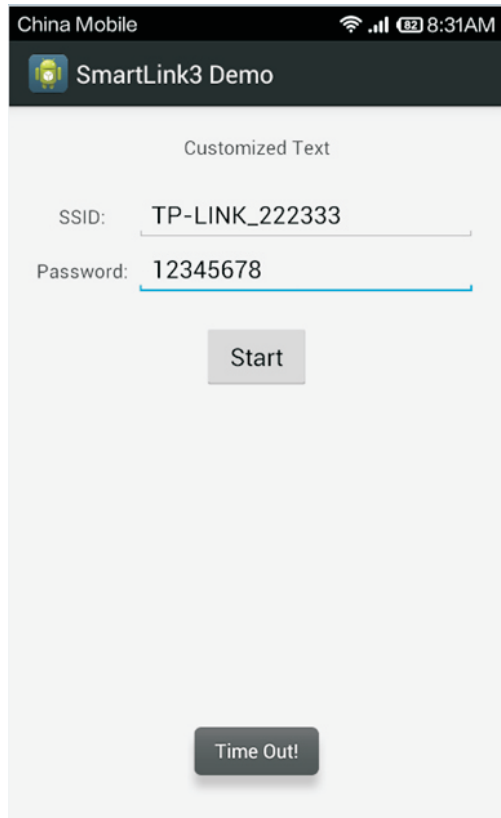 China Mobile 82 8:31AM
SmartLink3 Demo
Customized Text
SSID: TP-LINK_222333
Password: 12345678
Start
Time Out!